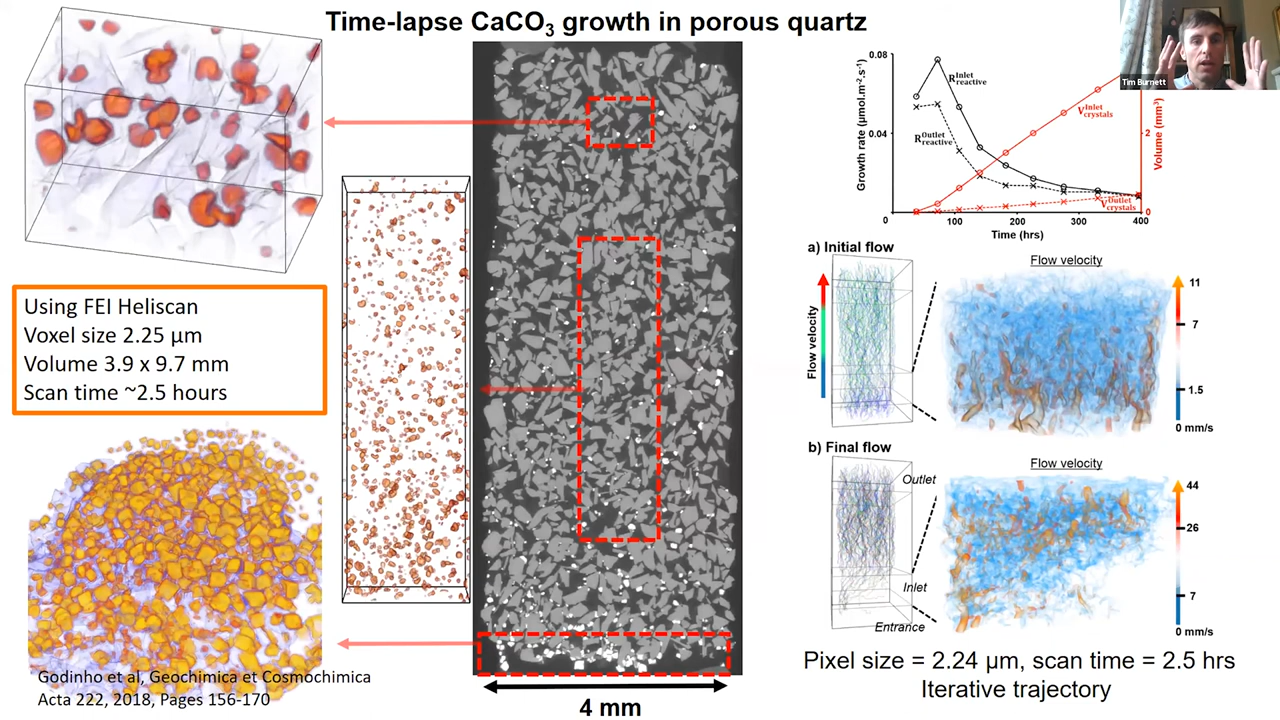 Time-lapse CaCO₃ growth in porous quartz
Tim Burnett
Using FEI Heliscan
Voxel size 2.25 µm
Volume 3.9 x 9.7 mm
Scan time ~2.5 hours
Godinho et al, Geochimica et Cosmochimica
Acta 222, 2018, Pages 156-170
4 mm
Growth rate (µmol.m⁻².s⁻¹)
0.08
0.04
0
100
200
300
400
Time (hrs)
Volume (mm³)
2
0
R Inlet reactive
R Outlet reactive
V Inlet crystals
V Outlet crystals
a) Initial flow
Flow velocity
Flow velocity
11
7
1.5
0 mm/s
b) Final flow
Flow velocity
Outlet
Inlet
Entrance
44
26
7
0 mm/s
Pixel size = 2.24 µm, scan time = 2.5 hrs
Iterative trajectory